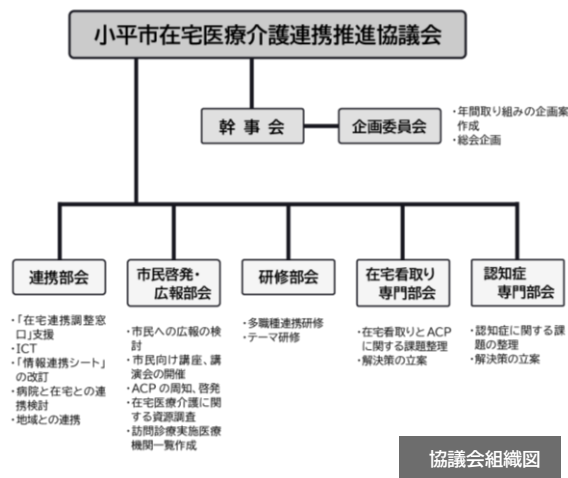 小平市在宅医療介護連携推進協議会
幹事会
企画委員会
・年間取り組みの企画案
作成
・総会企画
連携部会
・「在宅連携調整窓
口」支援
・ICT
・「情報連携シート」
の改訂
・病院と在宅との連
携検討
・地域との連携
市民啓発・
広報部会
・市民への広報の検
討
・市民向け講座、講
演会の開催
・ACPの周知、啓発
・在宅医療介護に関
する資源調査
・訪問診療実施医療
機関一覧作成
研修部会
・多職種連携研修
・テーマ研修
在宅看取り
専門部会
・在宅看取りとACP
に関する課題整理
・解決策の立案
認知症
専門部会
・認知症に関する課
題の整理
・解決策の立案
協議会組織図